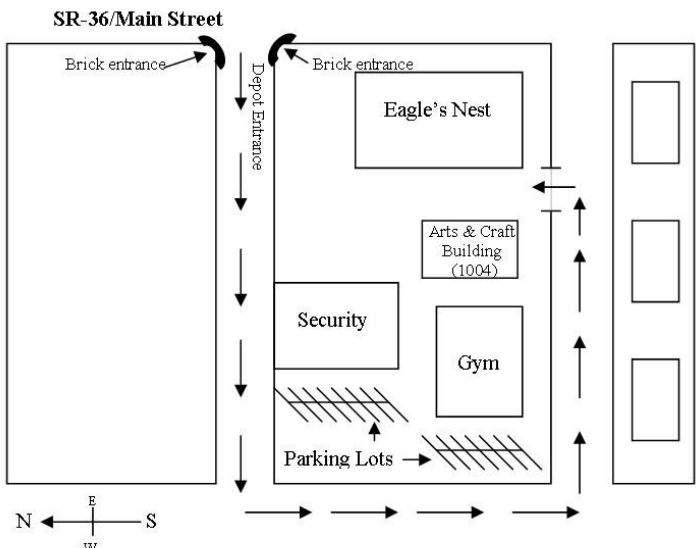 SR-36/Main Street
Brick entrance
Brick entrance
Depot Entrance
Eagle's Nest
Arts & Craft
Building
(1004)
Security
Gym
Parking Lots
E
N
S
W